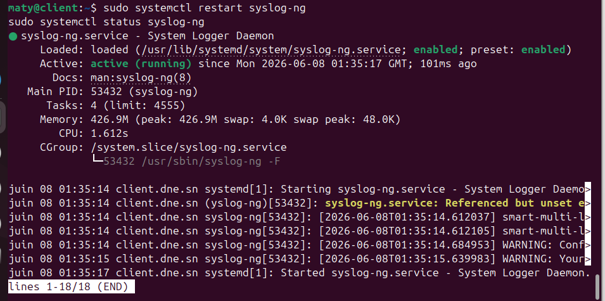 maty@client:~$ sudo systemctl restart syslog-ng
sudo systemctl status syslog-ng
● syslog-ng.service - System Logger Daemon
     Loaded: loaded (/usr/lib/systemd/system/syslog-ng.service; enabled; preset: enabled)
     Active: active (running) since Mon 2026-06-08 01:35:17 GMT; 101ms ago
       Docs: man:syslog-ng(8)
   Main PID: 53432 (syslog-ng)
      Tasks: 4 (limit: 4555)
     Memory: 426.9M (peak: 426.9M swap: 4.0K swap peak: 48.0K)
        CPU: 1.612s
     CGroup: /system.slice/syslog-ng.service
             └─53432 /usr/sbin/syslog-ng -F

juin 08 01:35:14 client.dne.sn systemd[1]: Starting syslog-ng.service - System Logger Daemo>
juin 08 01:35:14 client.dne.sn (yslog-ng)[53432]: syslog-ng.service: Referenced but unset e>
juin 08 01:35:14 client.dne.sn syslog-ng[53432]: [2026-06-08T01:35:14.612037] smart-multi-l>
juin 08 01:35:14 client.dne.sn syslog-ng[53432]: [2026-06-08T01:35:14.612105] smart-multi-l>
juin 08 01:35:14 client.dne.sn syslog-ng[53432]: [2026-06-08T01:35:14.684953] WARNING: Conf>
juin 08 01:35:15 client.dne.sn syslog-ng[53432]: [2026-06-08T01:35:15.639983] WARNING: Your>
juin 08 01:35:17 client.dne.sn systemd[1]: Started syslog-ng.service - System Logger Daemon.
lines 1-18/18 (END)